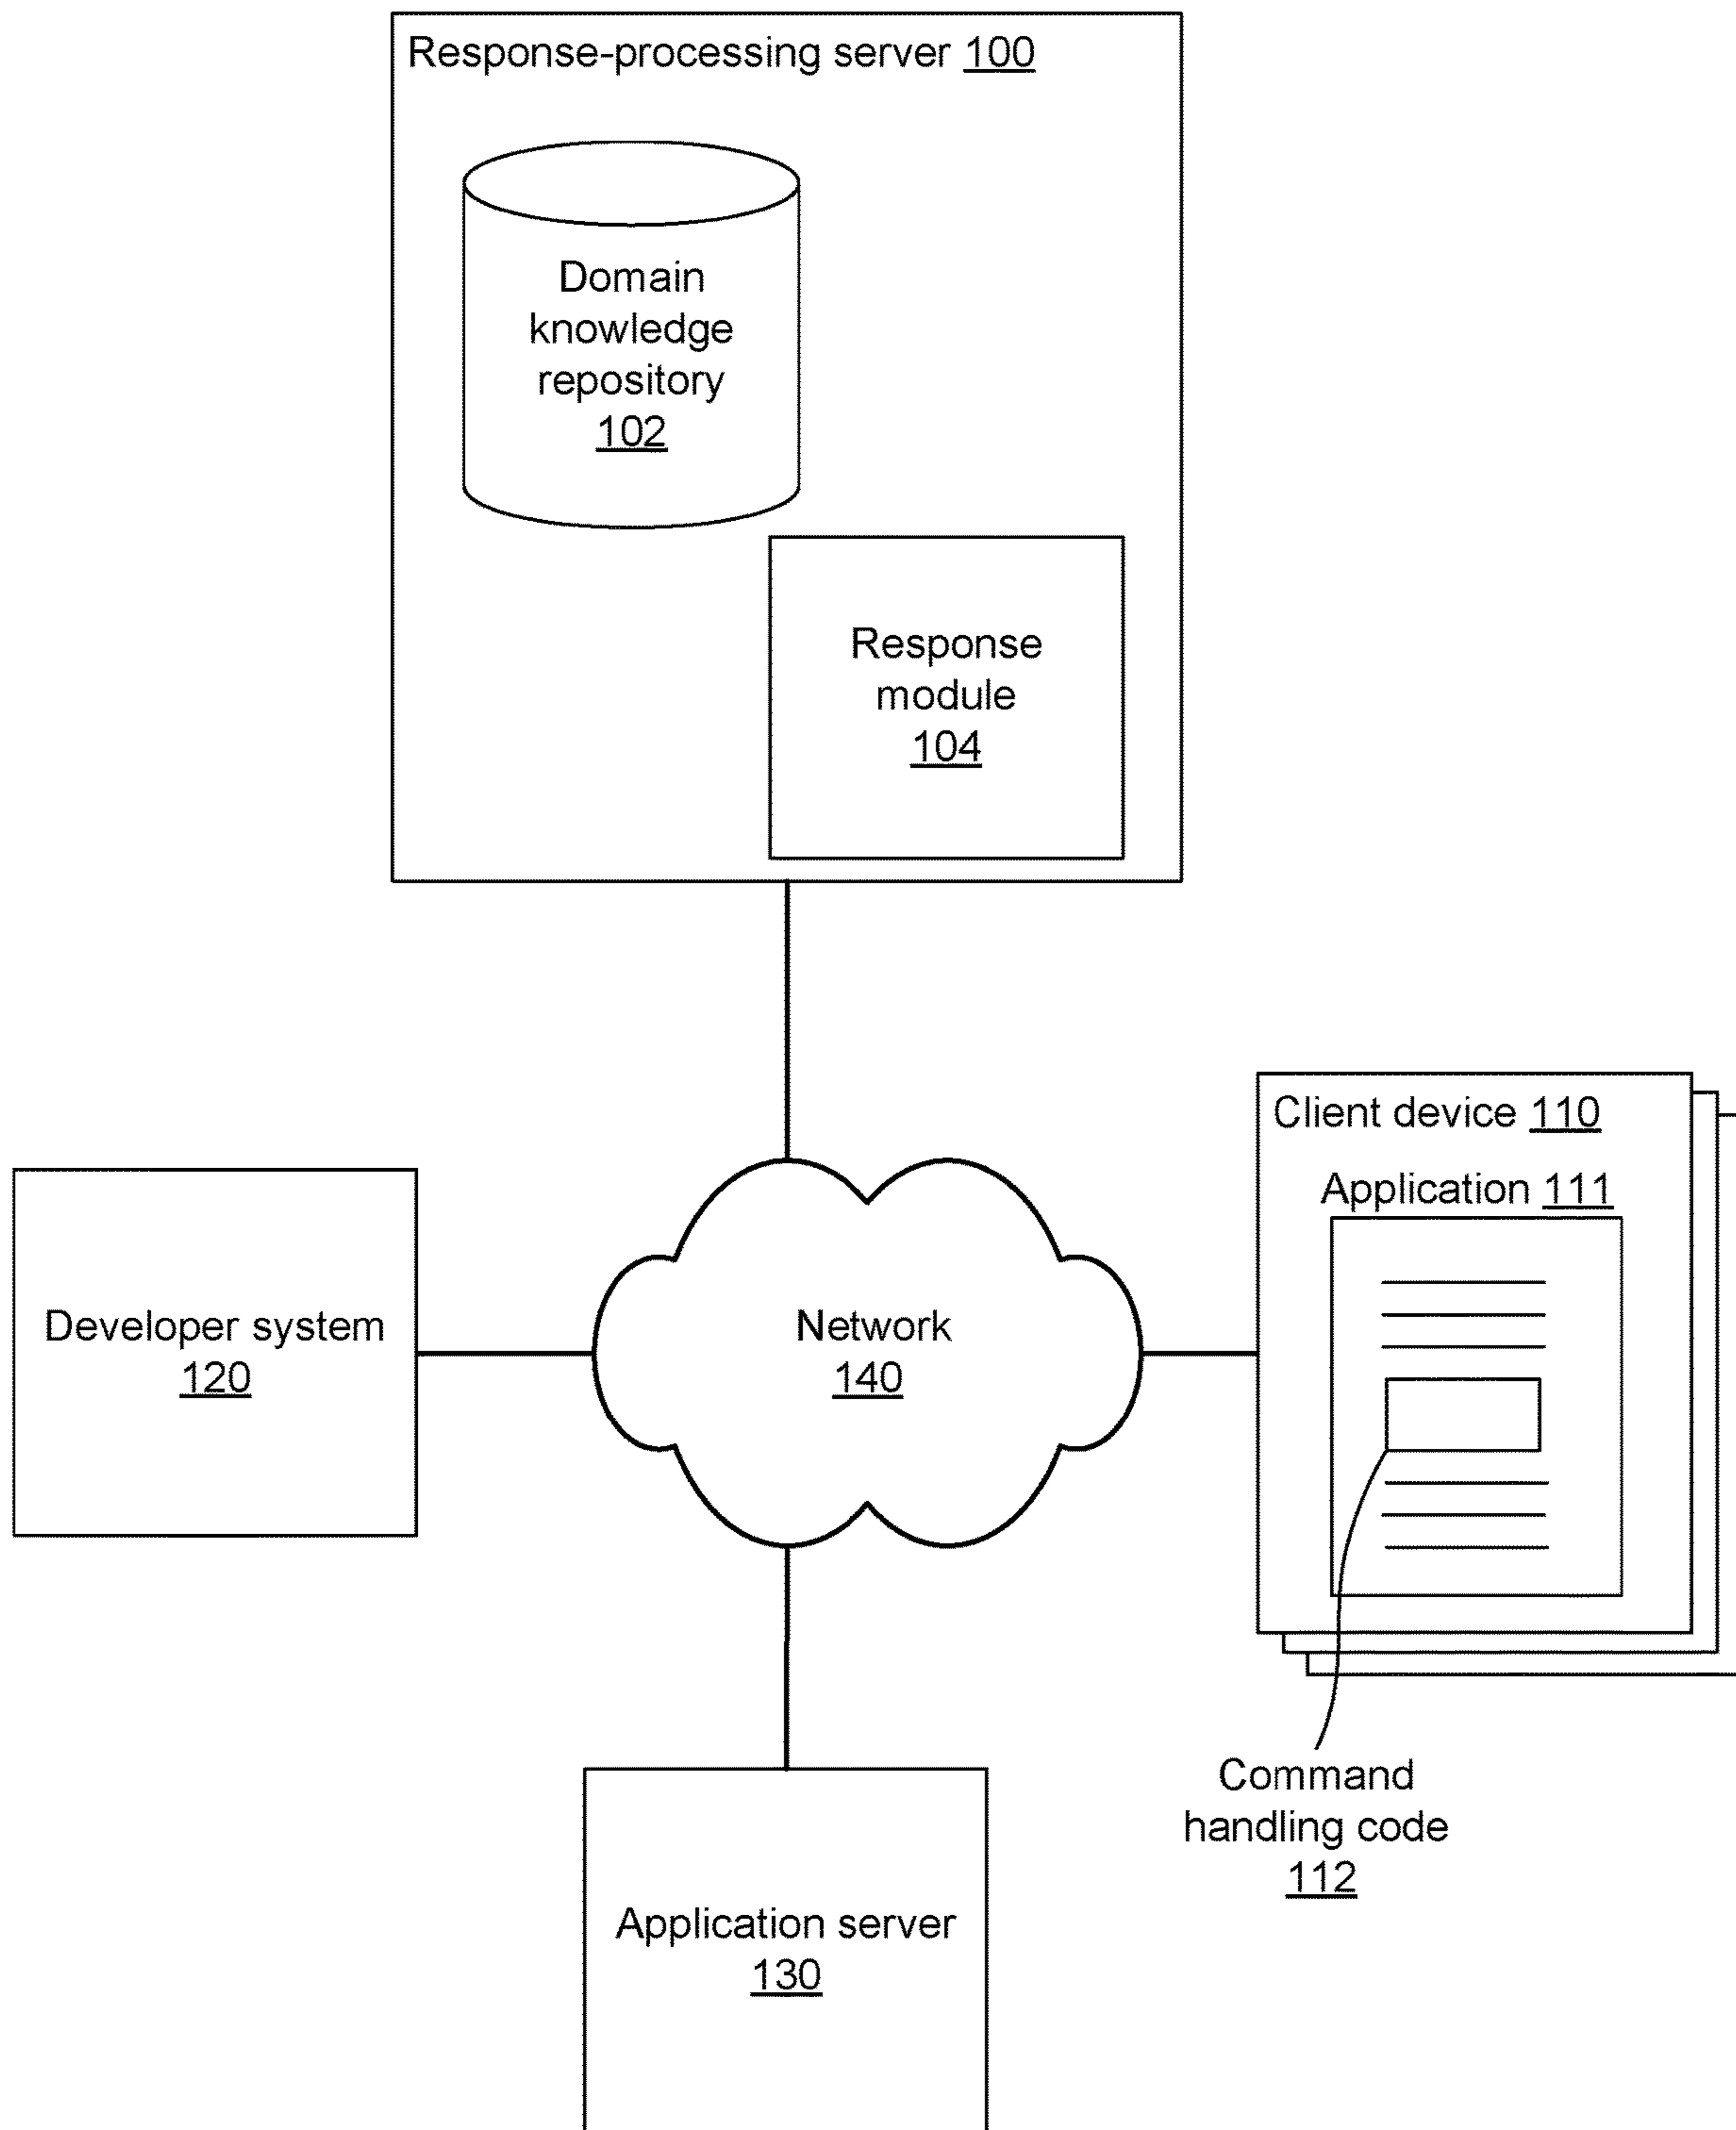 Response-processing server 100
Domain
knowledge
repository
102
Response
module
104
Client device 110
Application 111
Developer system
120
Network
140
Command
handling code
112
Application server
130